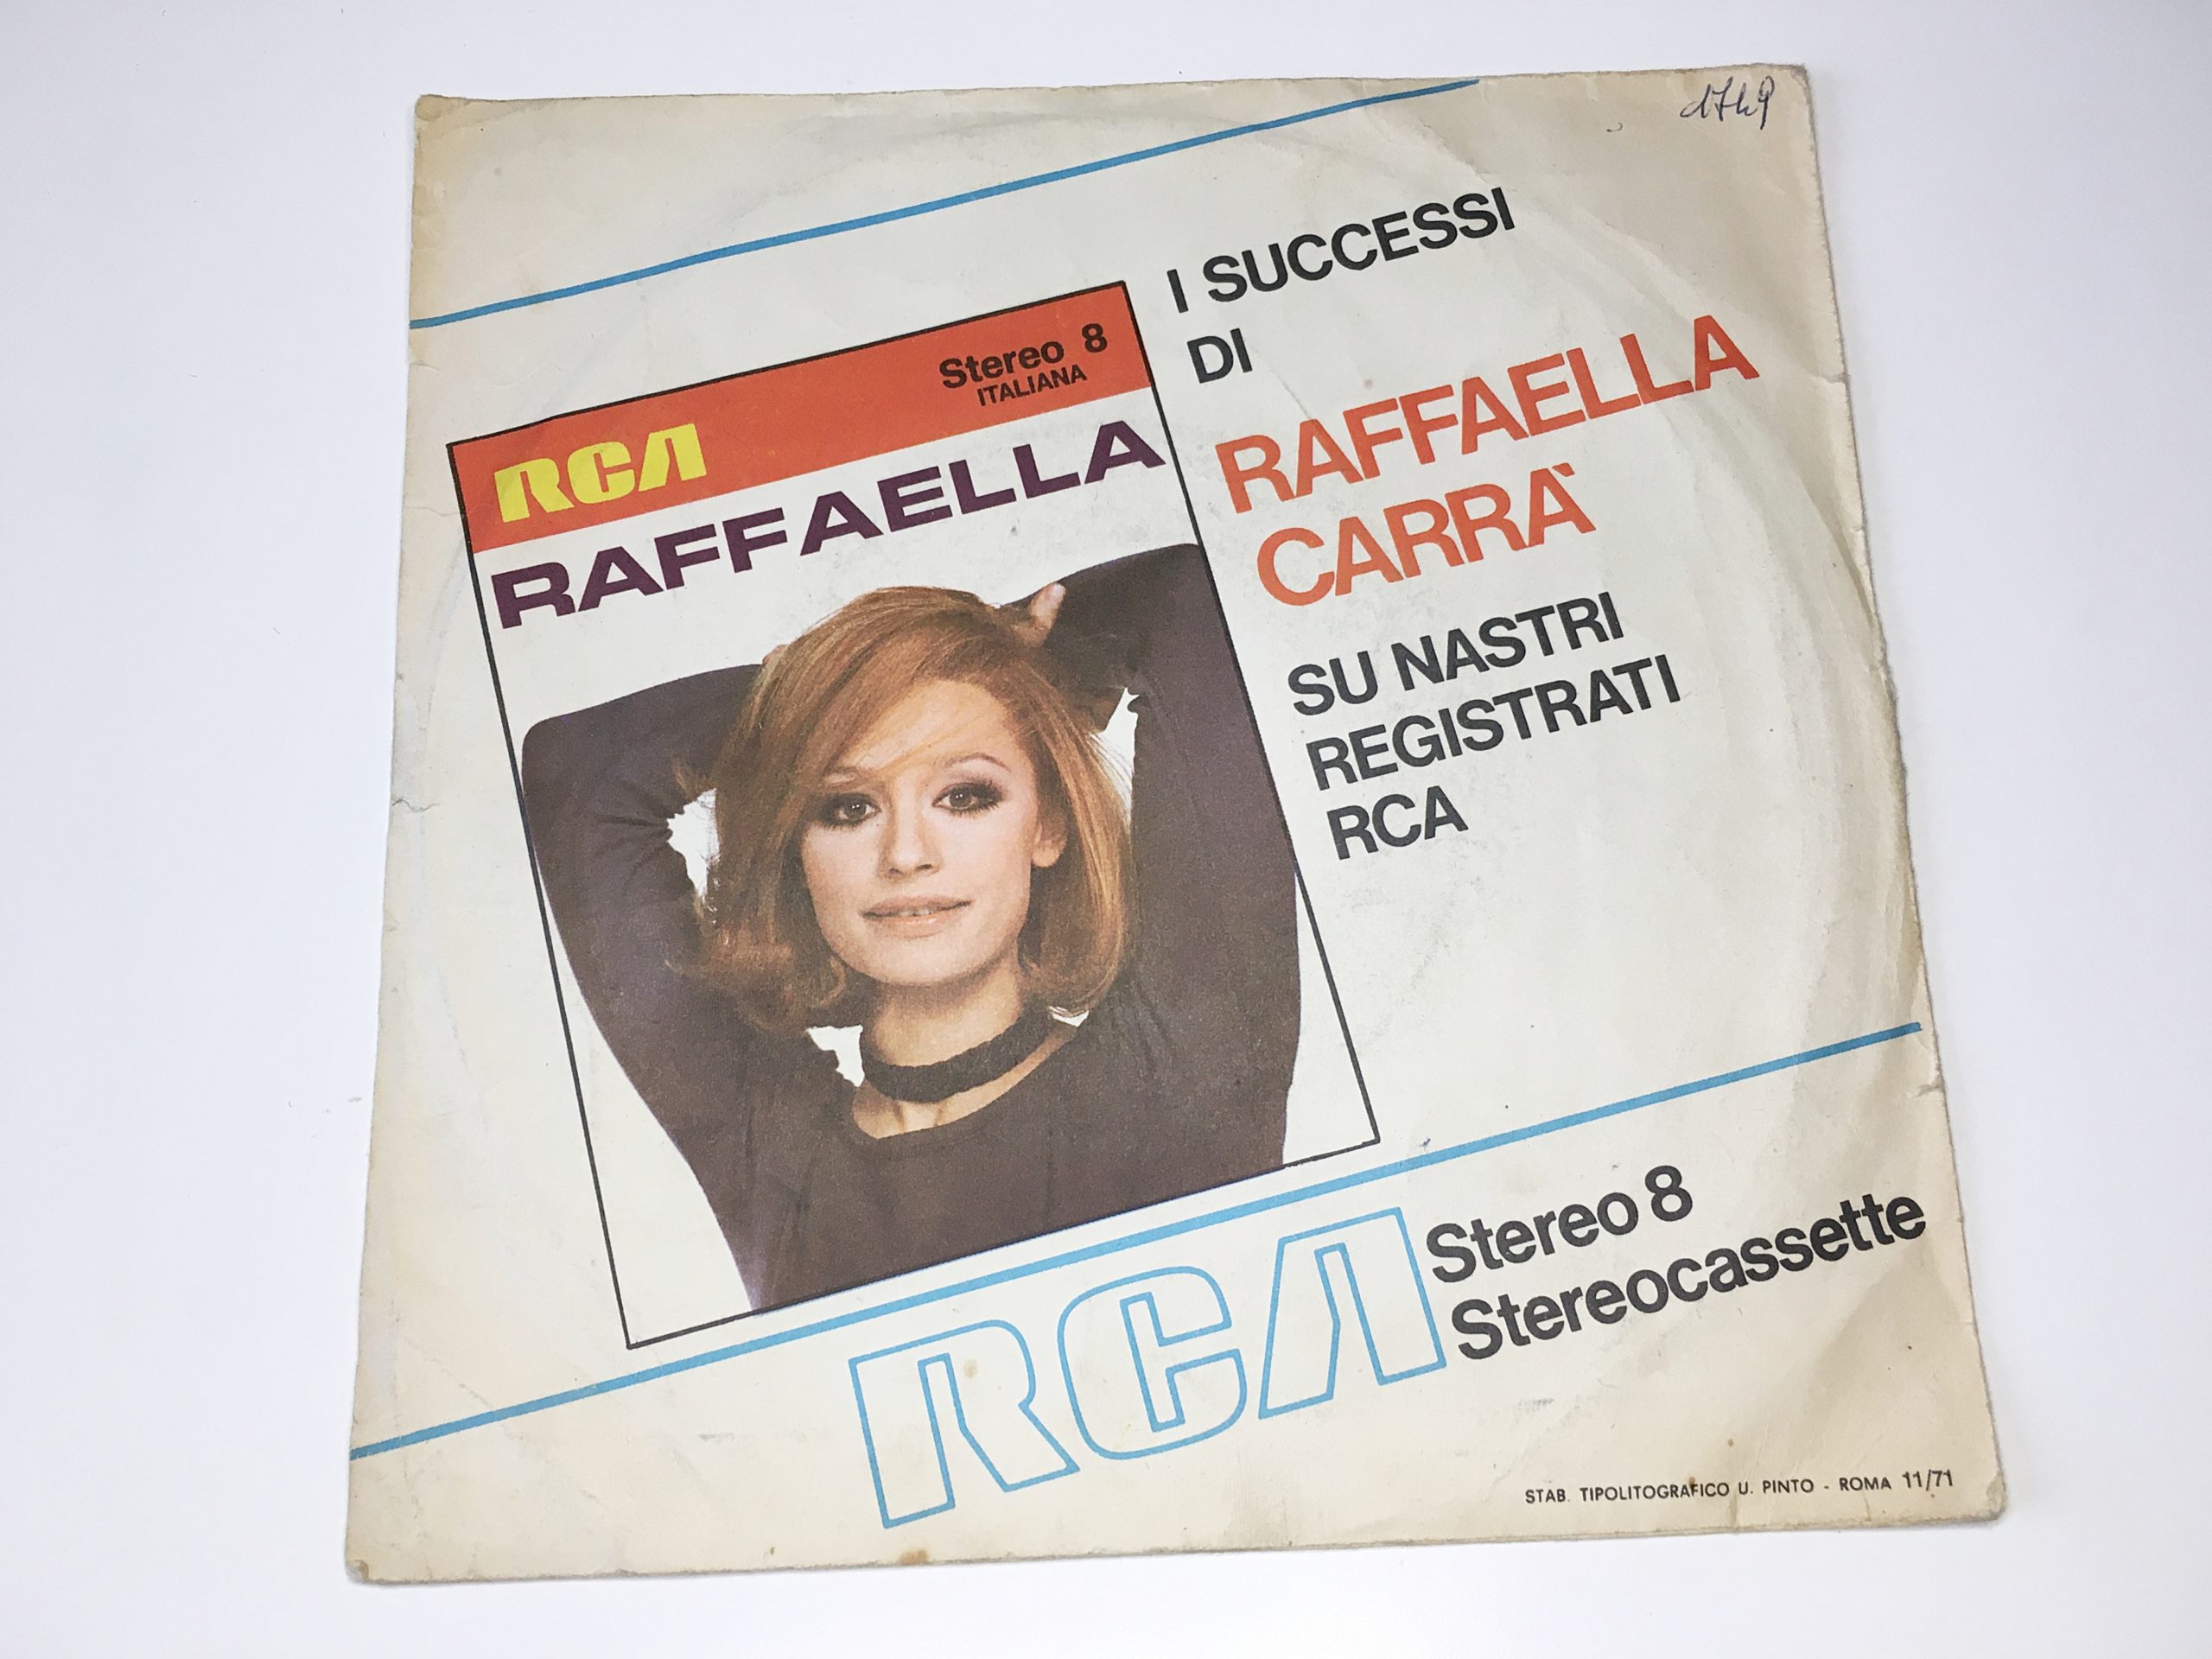 I SUCCESSI
DI
RAFFAELLA
CARRÀ
SU NASTRI
REGISTRATI
RCA
Stereo 8
ITALIANA
RCA
RAFFAELLA
RCA
Stereo 8
Stereocassette
STAB. TIPOLITOGRAFICO U. PINTO - ROMA 11/71